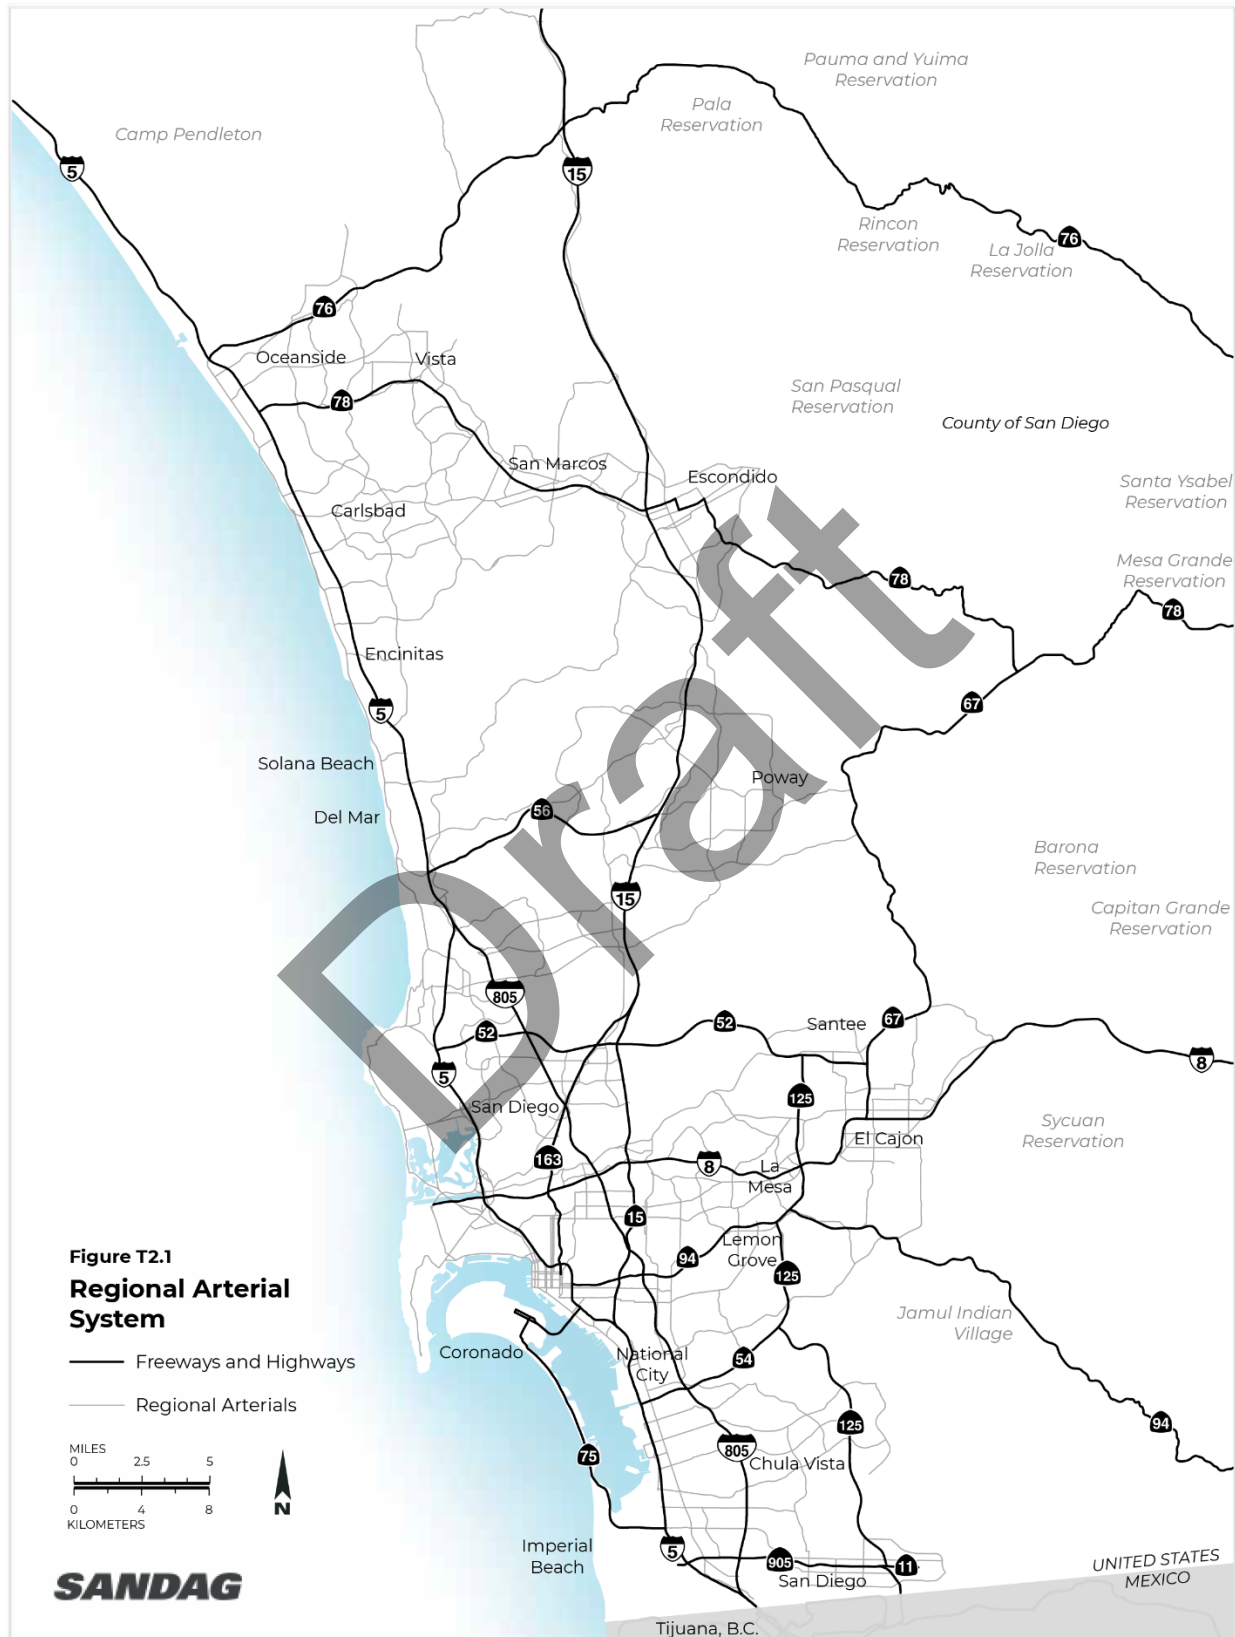 Pauma and Yuima
Reservation
Pala
Reservation
Camp Pendleton
5
15
Rincon
Reservation
La Jolla
Reservation
76
76
Oceanside
Vista
San Pasqual
Reservation
78
County of San Diego
San Marcos
Escondido
Santa Ysabel
Reservation
Carlsbad
Mesa Grande
Reservation
78
78
Encinitas
67
5
Solana Beach
Poway
56
Del Mar
Barona
Reservation
15
Capitan Grande
Reservation
Draft
805
52
52
Santee
67
8
5
125
San Diego
Sycuan
Reservation
El Cajon
163
8
La
Mesa
15
Lemon
Grove
94
125
Figure T2.1
Regional Arterial
System
Jamul Indian
Village
Freeways and Highways
Coronado
National
City
54
Regional Arterials
125
94
MILES
0 2.5 5
0 4 8
KILOMETERS
N
75
805
Chula Vista
Imperial
Beach
5
905
11
San Diego
UNITED STATES
MEXICO
SANDAG
Tijuana, B.C.